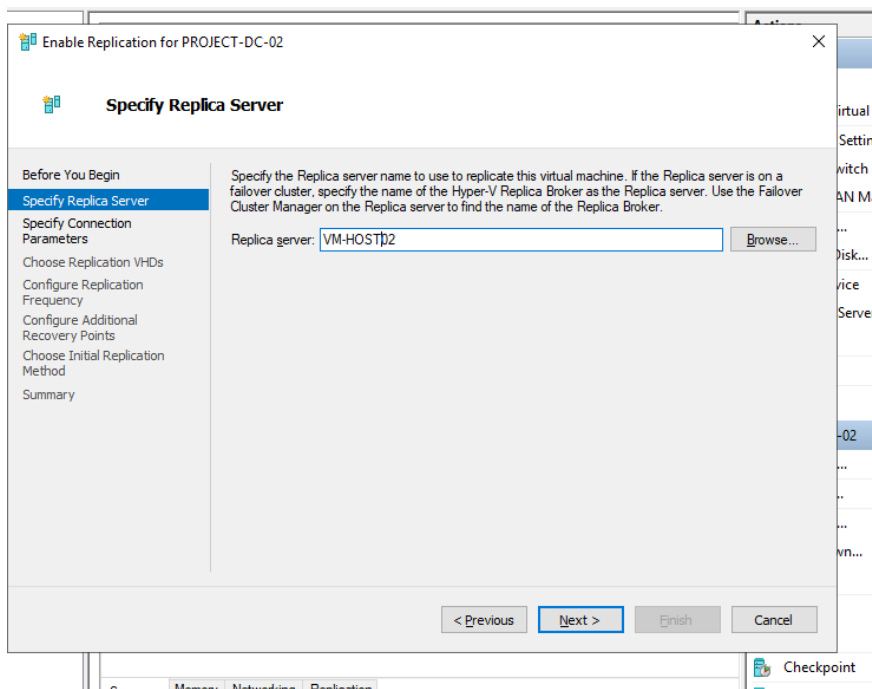 Actions
Enable Replication for PROJECT-DC-02
Specify Replica Server
Before You Begin
Specify Replica Server
Specify Connection
Parameters
Choose Replication VHDs
Configure Replication
Frequency
Configure Additional
Recovery Points
Choose Initial Replication
Method
Summary
Specify the Replica server name to use to replicate this virtual machine. If the Replica server is on a
failover cluster, specify the name of the Hyper-V Replica Broker as the Replica server. Use the Failover
Cluster Manager on the Replica server to find the name of the Replica Broker.
Replica server: VM-HOST02 Browse...
< Previous Next > Finish Cancel
-02
Checkpoint
Memory Networking Replication